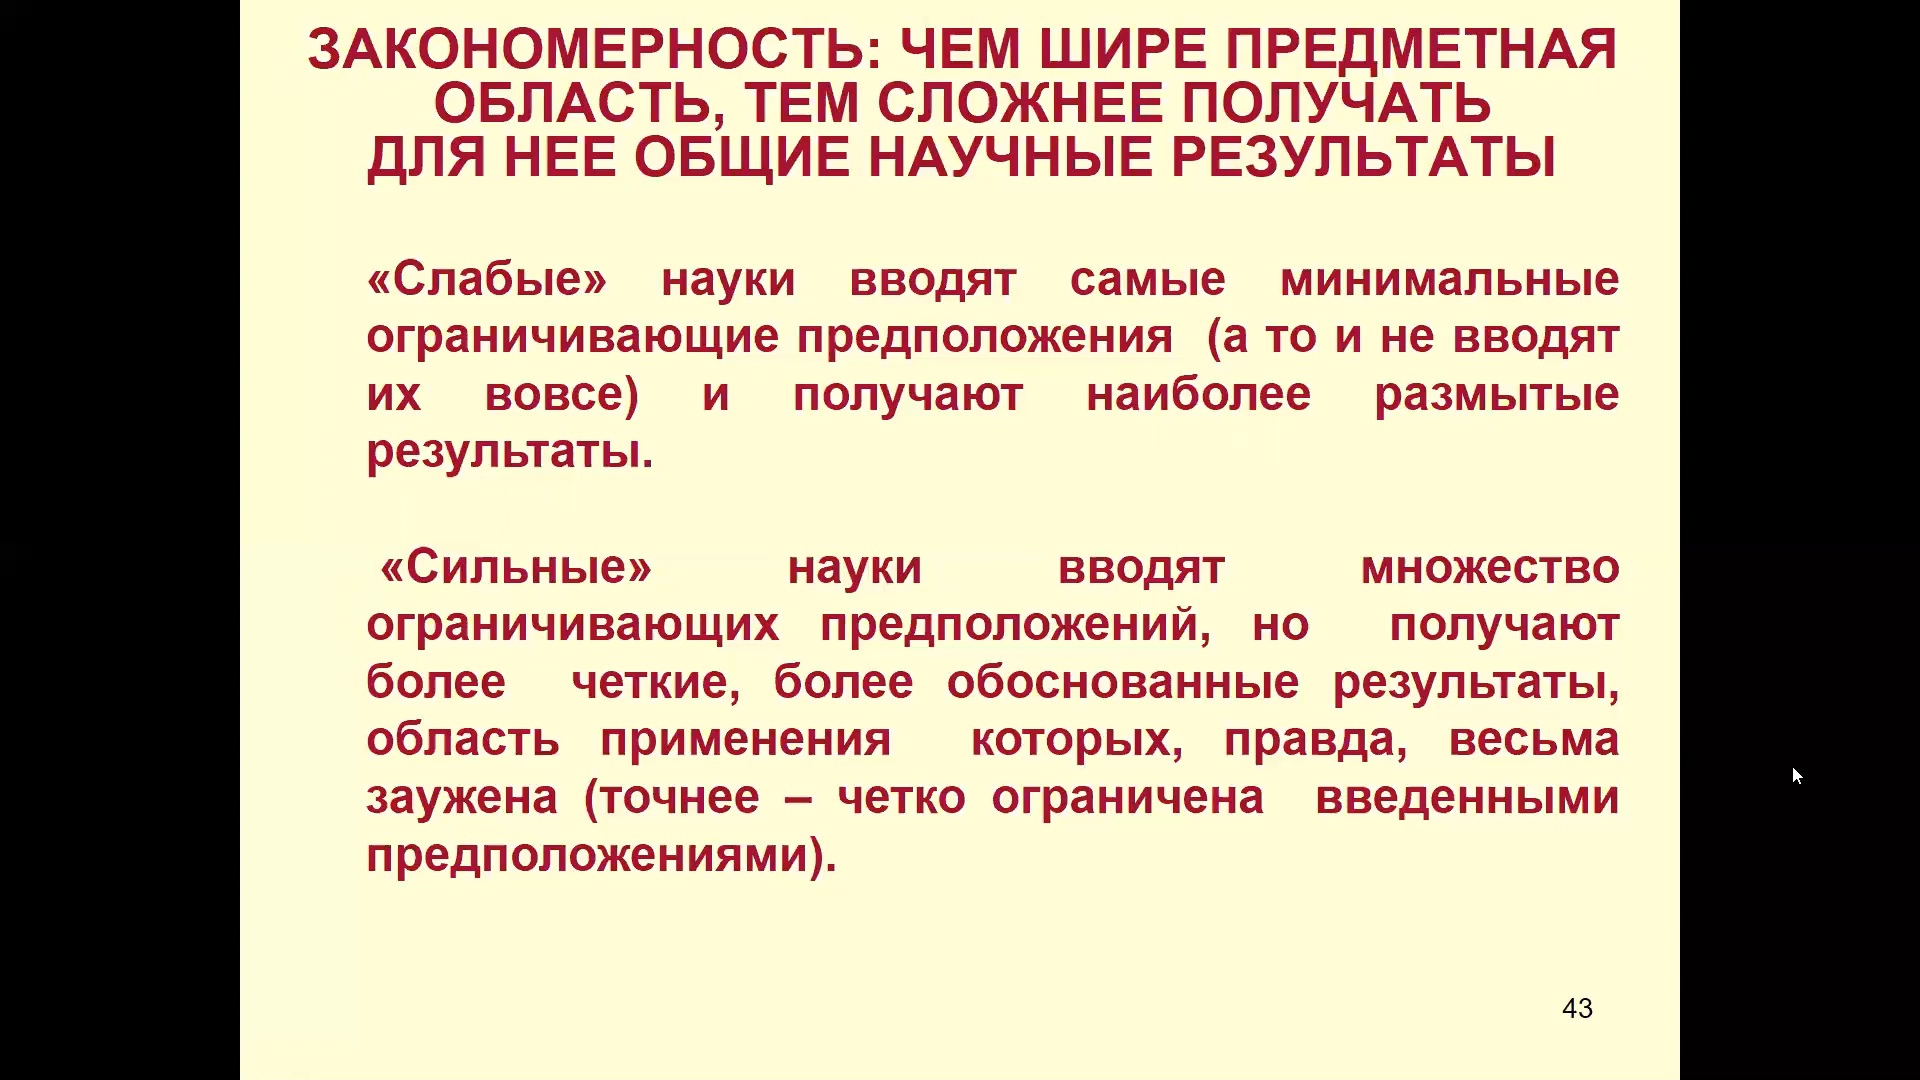 ЗАКОНОМЕРНОСТЬ: ЧЕМ ШИРЕ ПРЕДМЕТНАЯ
ОБЛАСТЬ, ТЕМ СЛОЖНЕЕ ПОЛУЧАТЬ
ДЛЯ НЕЕ ОБЩИЕ НАУЧНЫЕ РЕЗУЛЬТАТЫ
«Слабые» науки вводят самые минимальные
ограничивающие предположения (а то и не вводят
их вовсе) и получают наиболее размытые
результаты.
«Сильные» науки вводят множество
ограничивающих предположений, но получают
более четкие, более обоснованные результаты,
область применения которых, правда, весьма
заужена (точнее – четко ограничена введенными
предположениями).
43